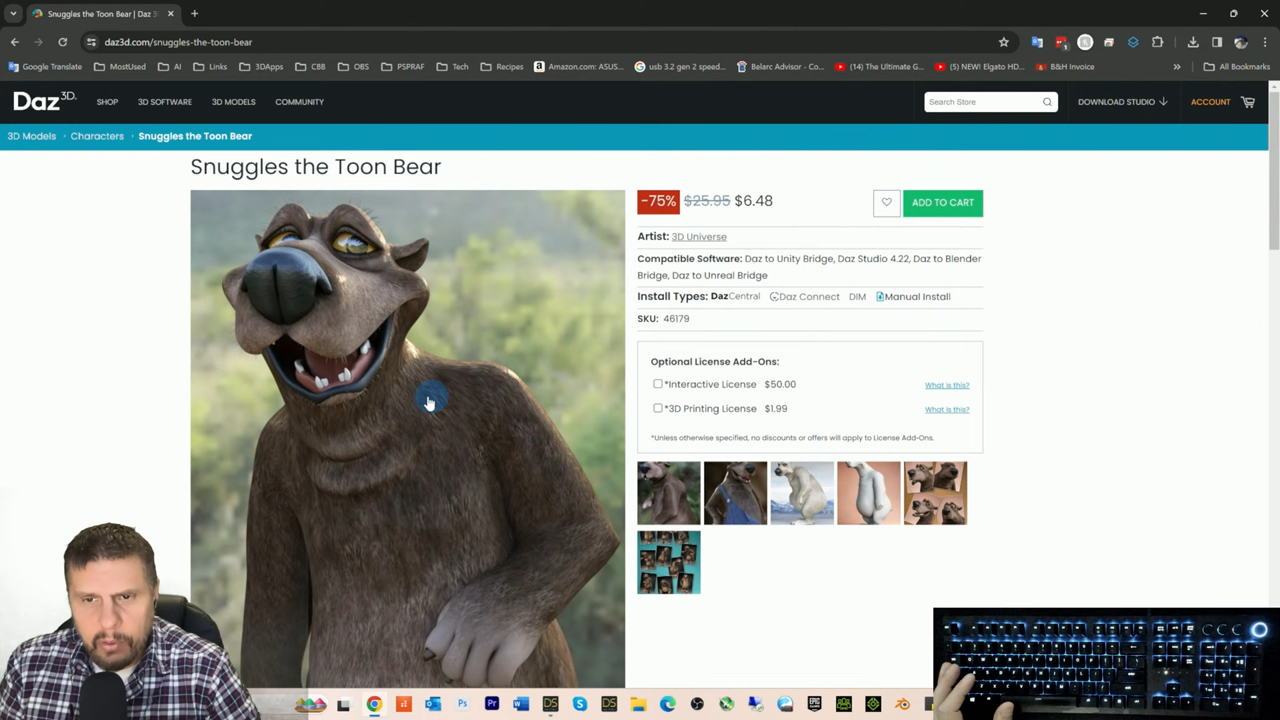 Snuggles the Toon Bear | Daz 3D
daz3d.com/snuggles-the-toon-bear
Google Translate
MostUsed
AI
Links
3DApps
CBB
OBS
PSPRAF
Tech
Recipes
Amazon.com: ASUS...
usb 3.2 gen 2 speed...
Belarc Advisor - Co...
(14) The Ultimate G...
(5) NEW! Elgato HD...
B&H Invoice
»
All Bookmarks
Daz 3D.
SHOP
3D SOFTWARE
3D MODELS
COMMUNITY
Search Store
DOWNLOAD STUDIO
ACCOUNT
3D Models · Characters · Snuggles the Toon Bear
Snuggles the Toon Bear
-75% $25.95 $6.48
ADD TO CART
Artist: 3D Universe
Compatible Software: Daz to Unity Bridge, Daz Studio 4.22, Daz to Blender
Bridge, Daz to Unreal Bridge
Install Types: DazCentral Daz Connect DIM Manual Install
SKU: 46179
Optional License Add-Ons:
*Interactive License $50.00 What is this?
*3D Printing License $1.99 What is this?
*Unless otherwise specified, no discounts or offers will apply to License Add-Ons.